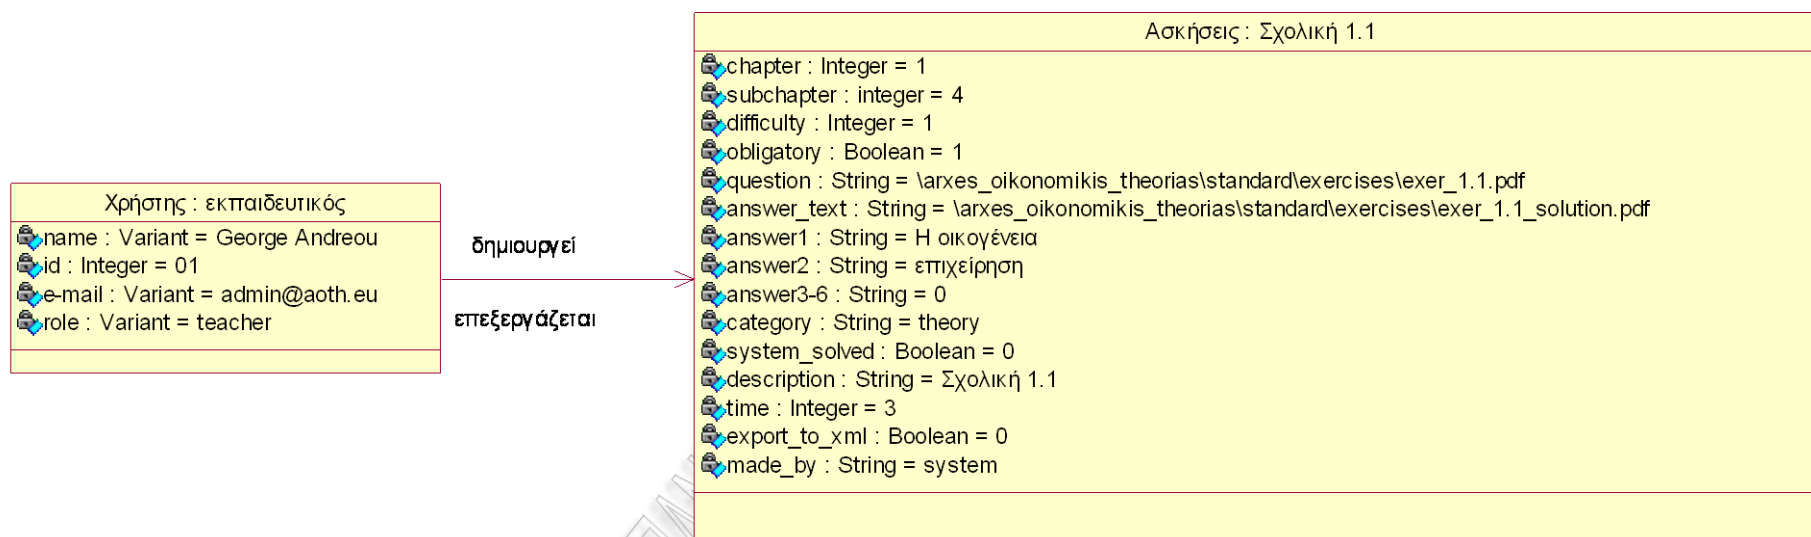 Χρήστης : εκπαιδευτικός
name : Variant = George Andreou
id : Integer = 01
e-mail : Variant = admin@aoth.eu
role : Variant = teacher
δημιουργεί
επεξεργάζεται
Ασκήσεις : Σχολική 1.1
chapter : Integer = 1
subchapter : integer = 4
difficulty : Integer = 1
obligatory : Boolean = 1
question : String = \arxes_oikonomikis_theorias\standard\exercises\exer_1.1.pdf
answer_text : String = \arxes_oikonomikis_theorias\standard\exercises\exer_1.1_solution.pdf
answer1 : String = Η οικογένεια
answer2 : String = επιχείρηση
answer3-6 : String = 0
category : String = theory
system_solved : Boolean = 0
description : String = Σχολική 1.1
time : Integer = 3
export_to_xml : Boolean = 0
made_by : String = system